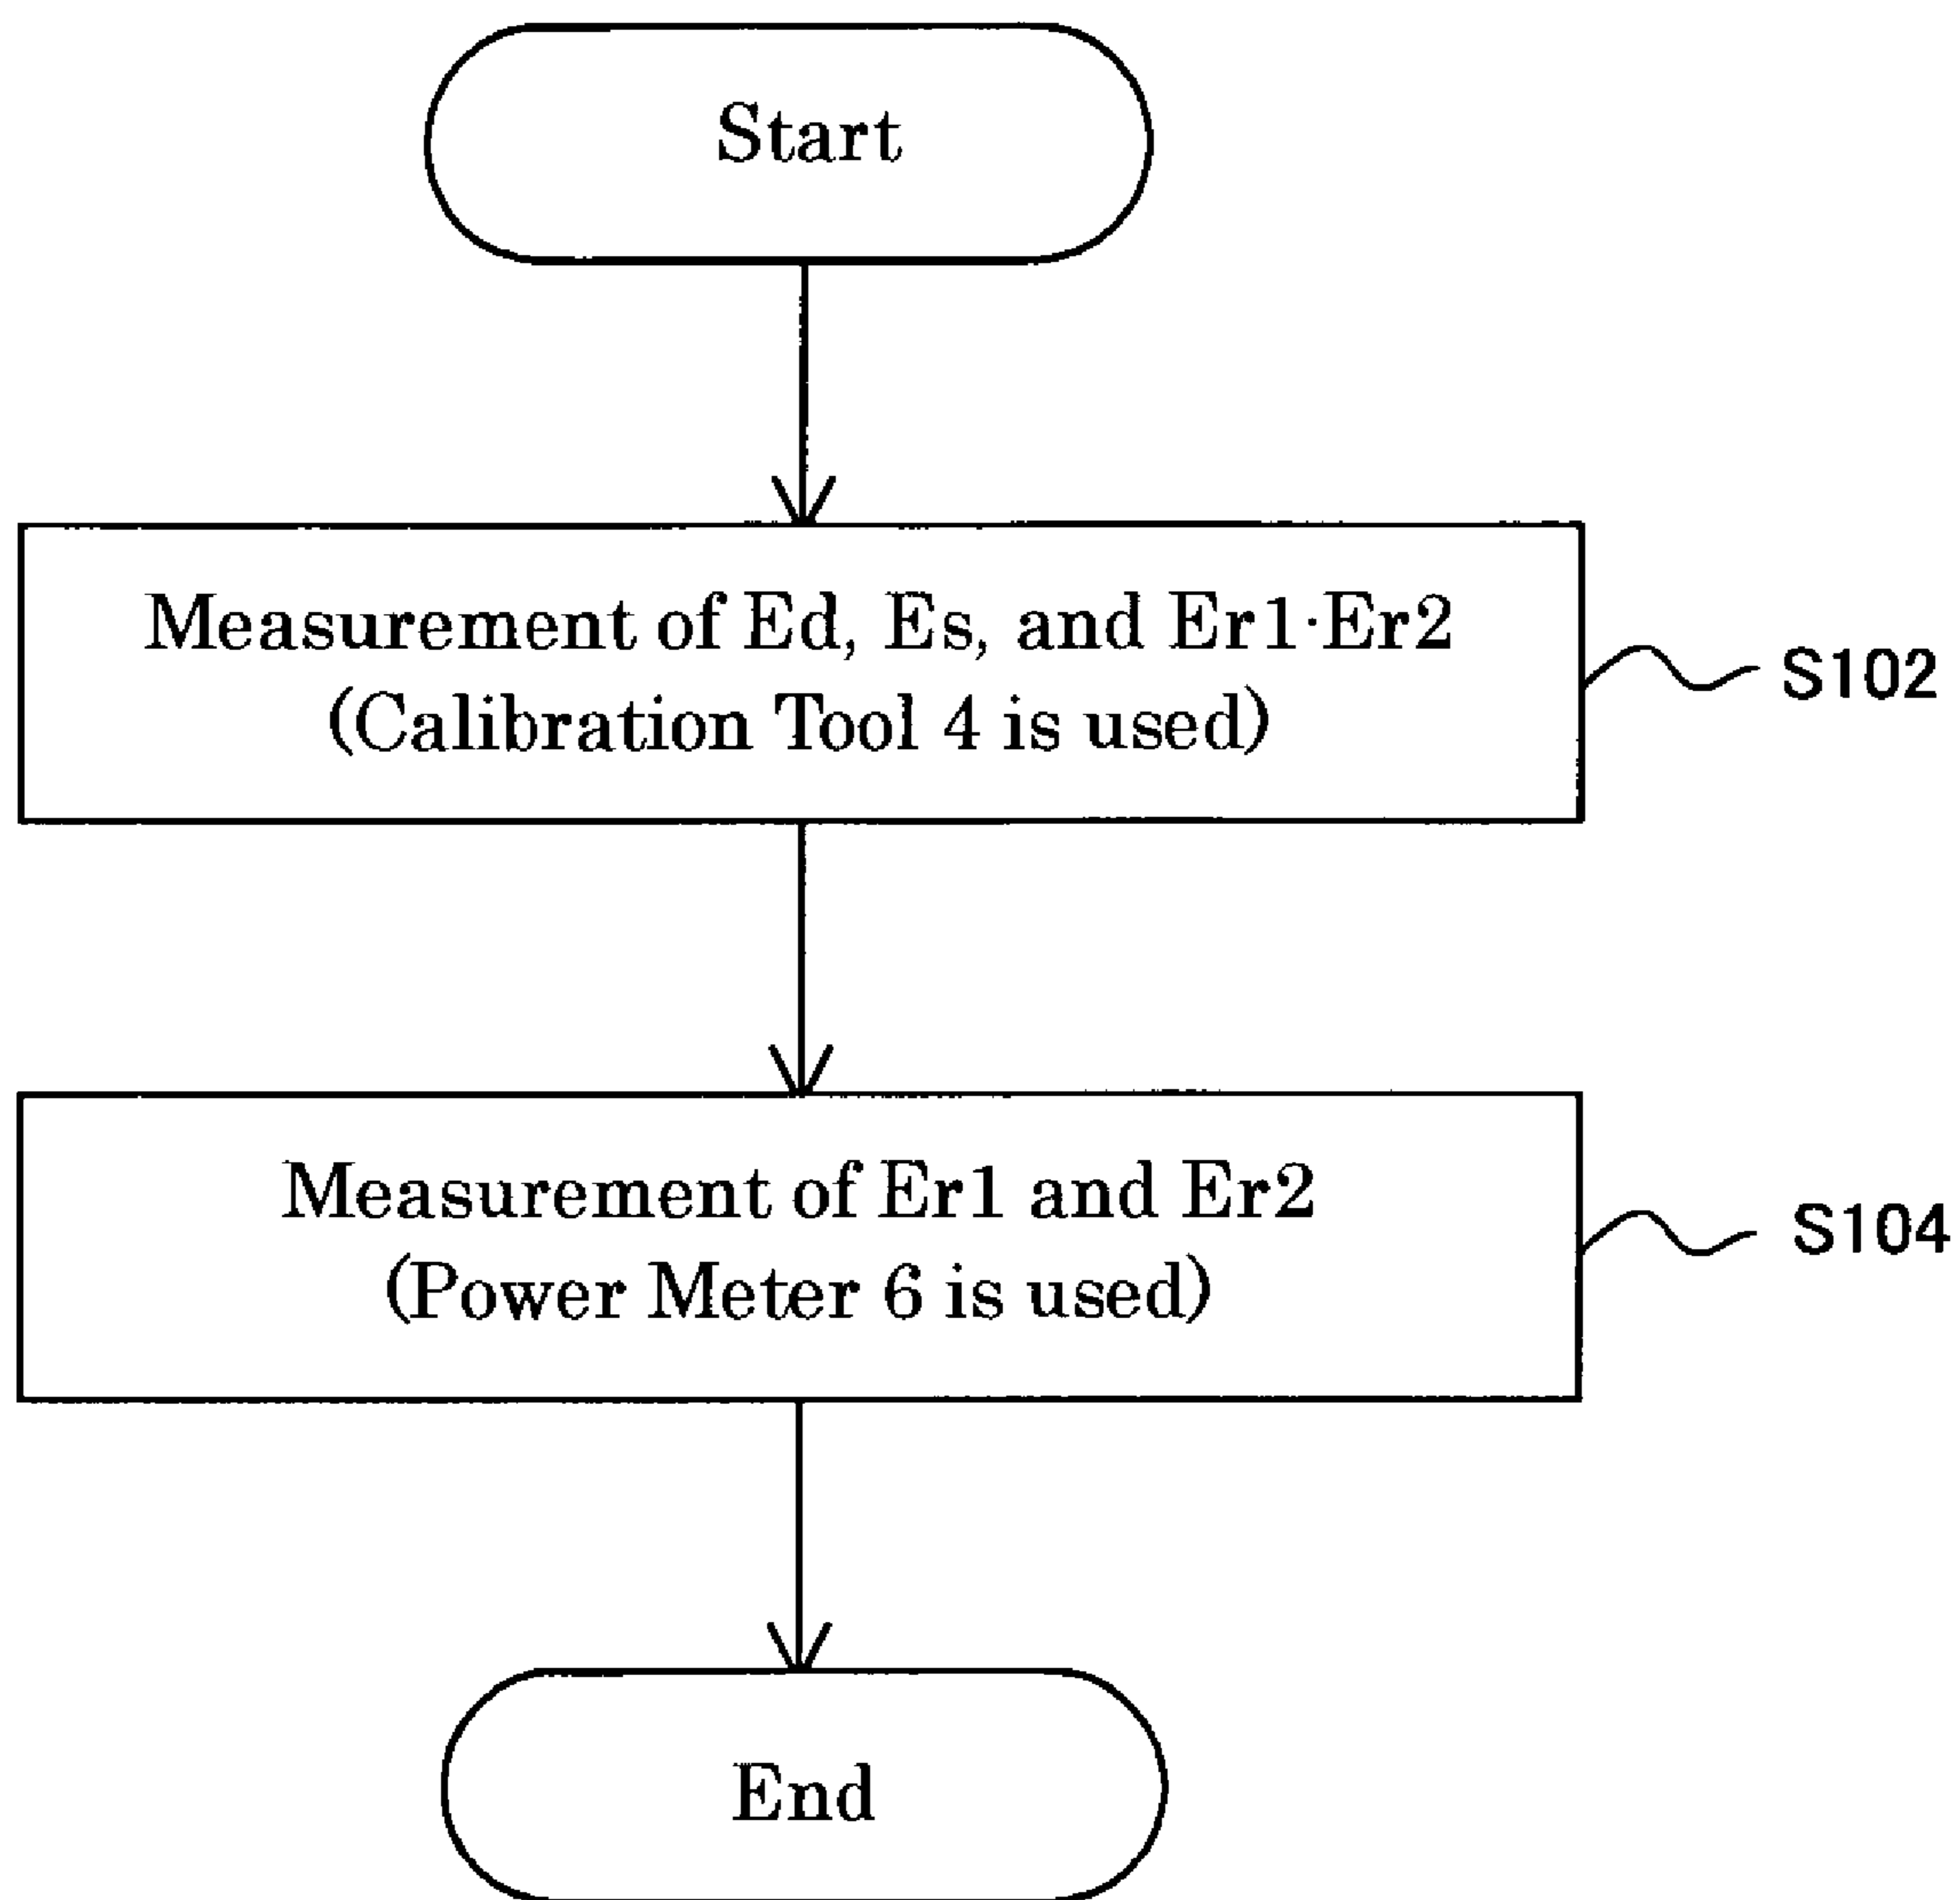 Start
Measurement of Ed, Es, and Er1·Er2
(Calibration Tool 4 is used)
S102
Measurement of Er1 and Er2
(Power Meter 6 is used)
S104
End